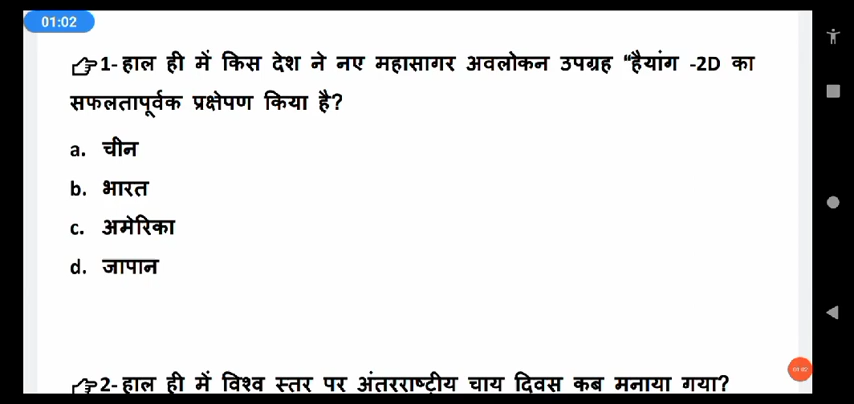 01:02
1- हाल ही में किस देश ने नए महासागर अवलोकन उपग्रह "हैयांग -2D का
सफलतापूर्वक प्रक्षेपण किया है?
a. चीन
b. भारत
c. अमेरिका
d. जापान
2- हाल ही में विश्व स्तर पर अंतरराष्ट्रीय चाय दिवस कब मनाया गया?